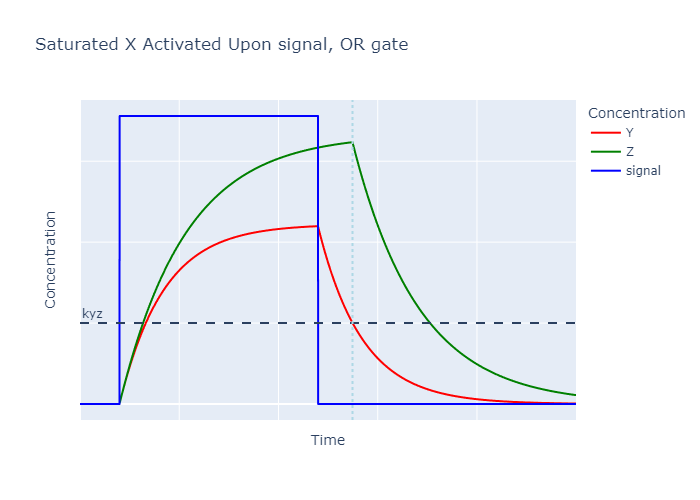 Saturated X Activated Upon signal, OR gate
Concentration
Y
Z
signal
Concentration
kyz
Time